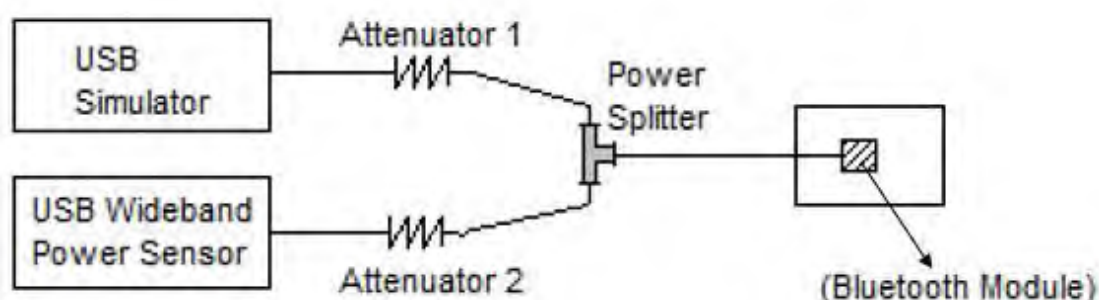 USB
Simulator
Attenuator 1
Power
Splitter
USB Wideband
Power Sensor
Attenuator 2
(Bluetooth Module)